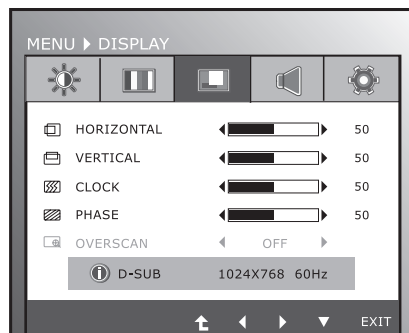 MENU ▶ DISPLAY
HORIZONTAL 50
VERTICAL 50
CLOCK 50
PHASE 50
OVERSCAN OFF
D-SUB 1024X768 60Hz
EXIT